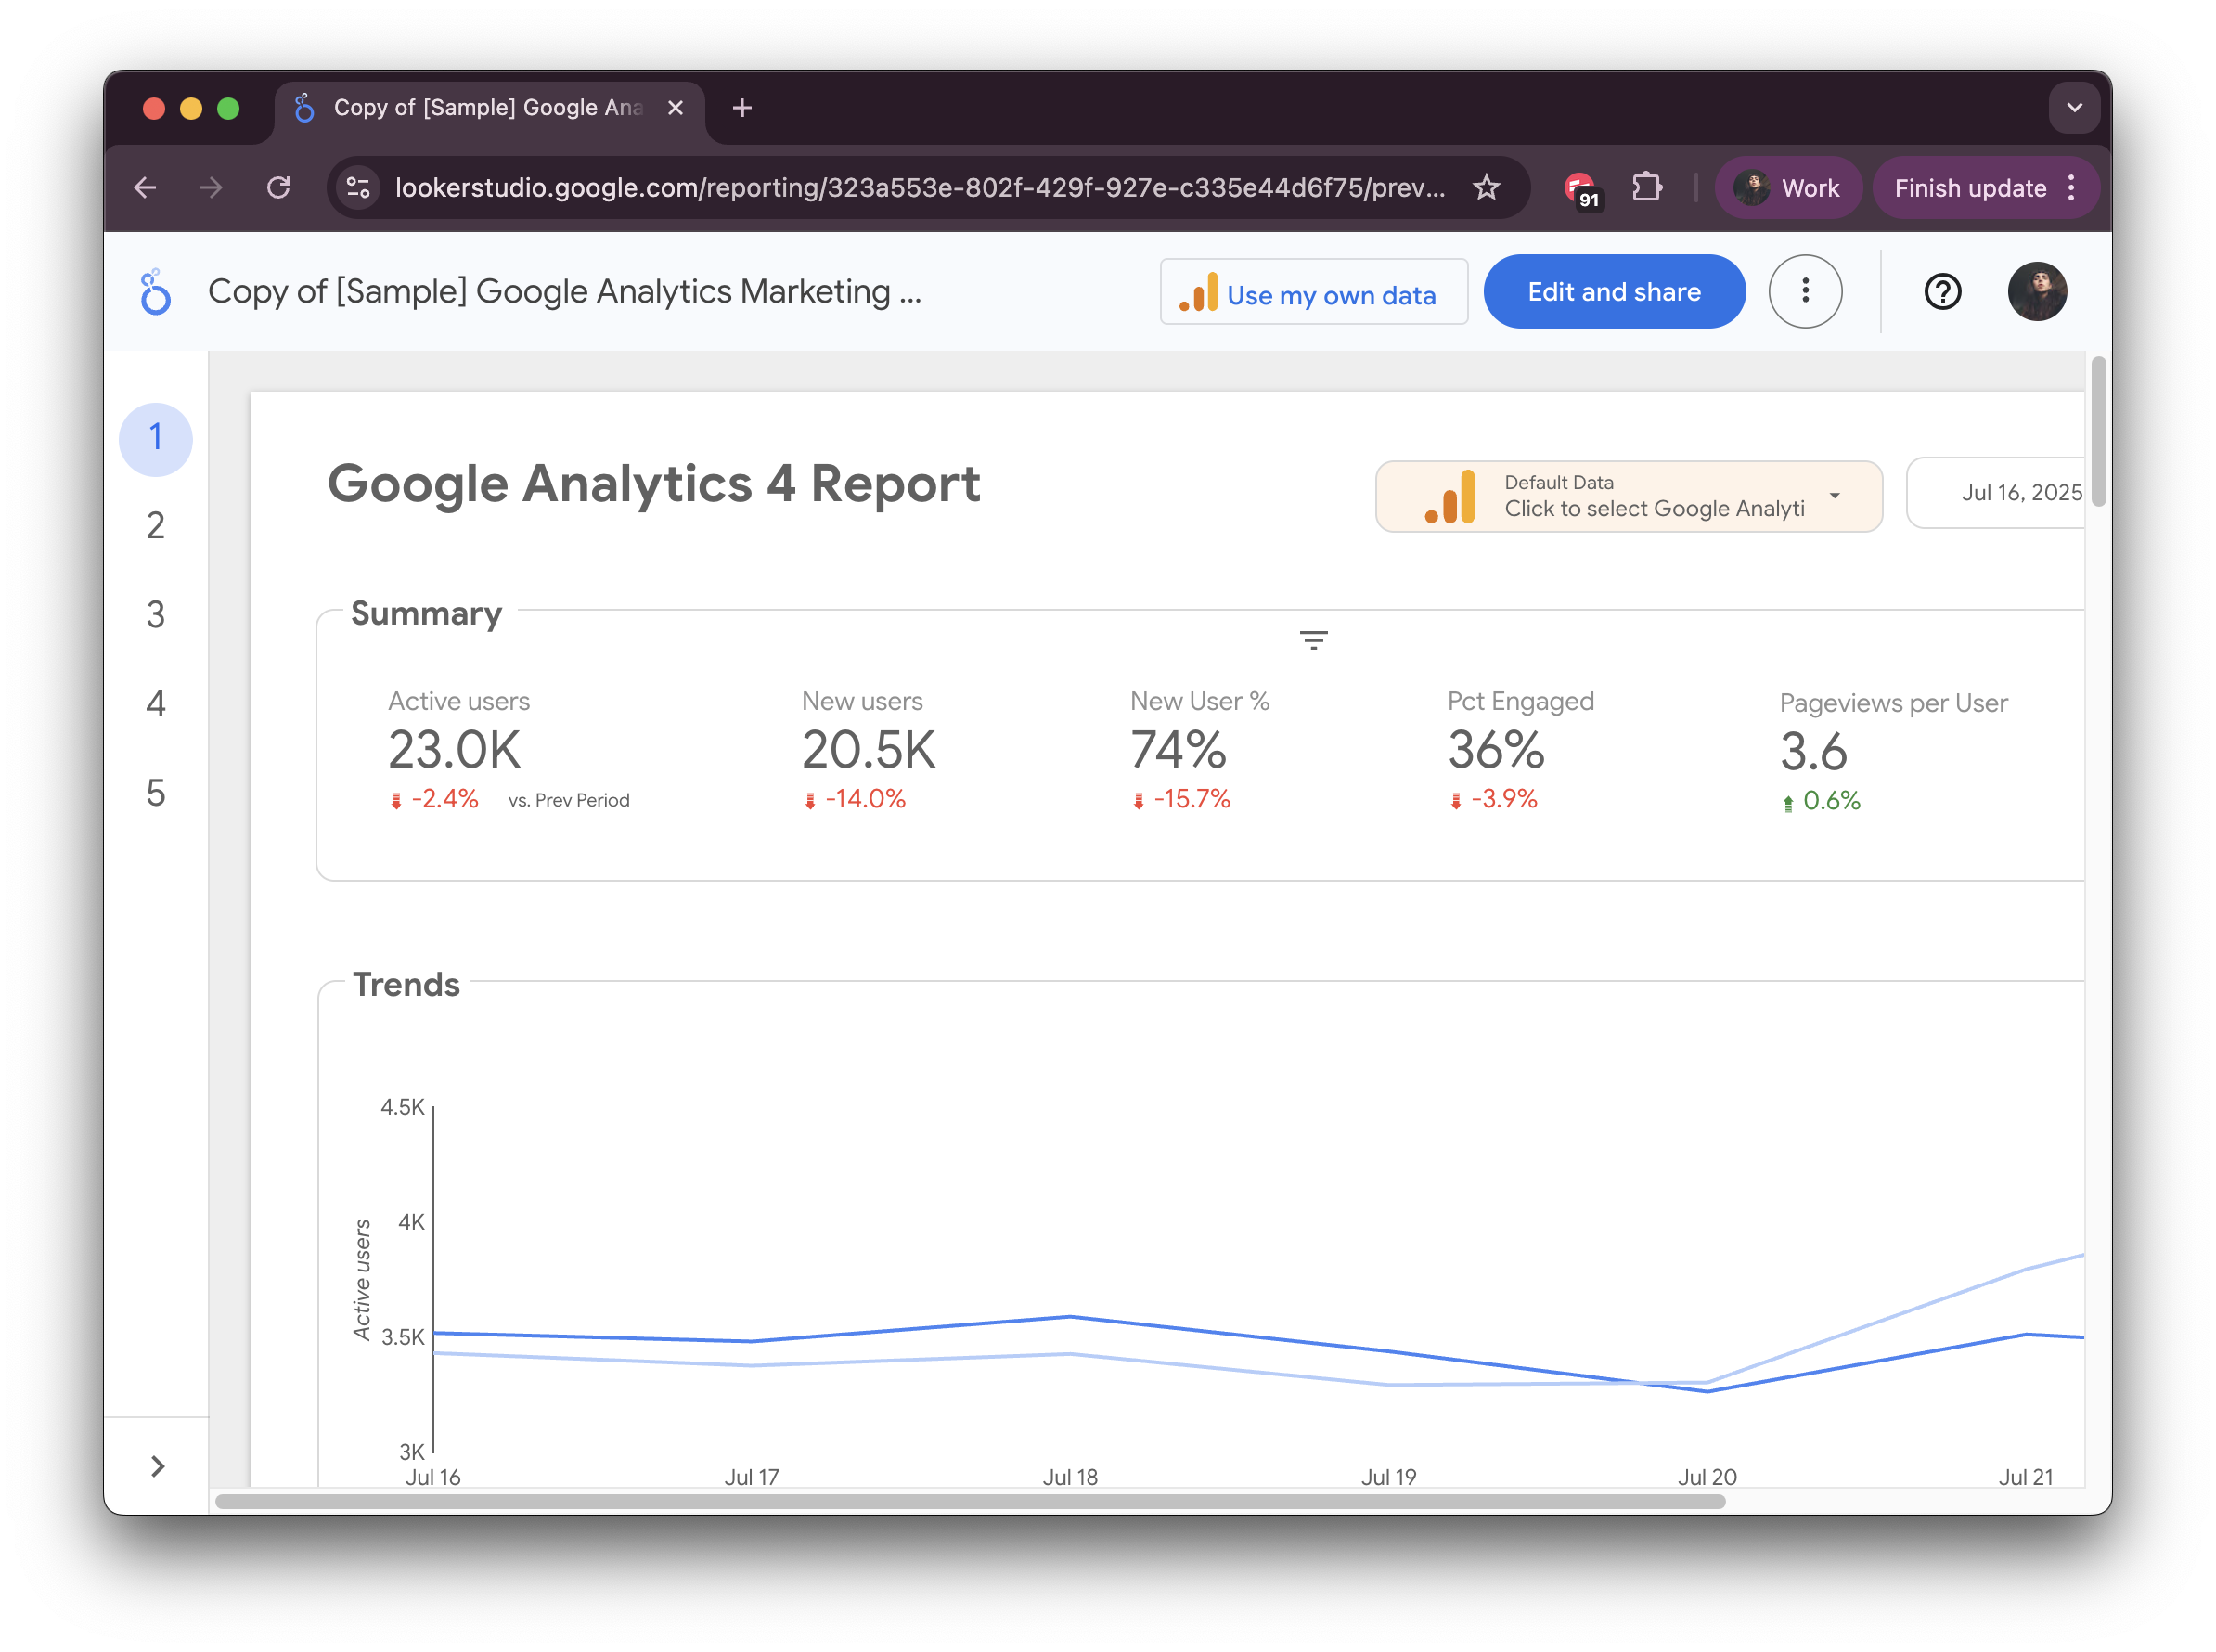 Copy of [Sample] Google Ana
lookerstudio.google.com/reporting/323a553e-802f-429f-927e-c335e44d6f75/prev...
91
Work
Finish update
Copy of [Sample] Google Analytics Marketing ...
Use my own data
Edit and share
1
2
3
4
5
Google Analytics 4 Report
Default Data
Click to select Google Analyti
Jul 16, 2025
Summary
Active users
23.0K
-2.4%
vs. Prev Period
New users
20.5K
-14.0%
New User %
74%
-15.7%
Pct Engaged
36%
-3.9%
Pageviews per User
3.6
0.6%
Trends
Active users
4.5K
4K
3.5K
3K
Jul 16
Jul 17
Jul 18
Jul 19
Jul 20
Jul 21